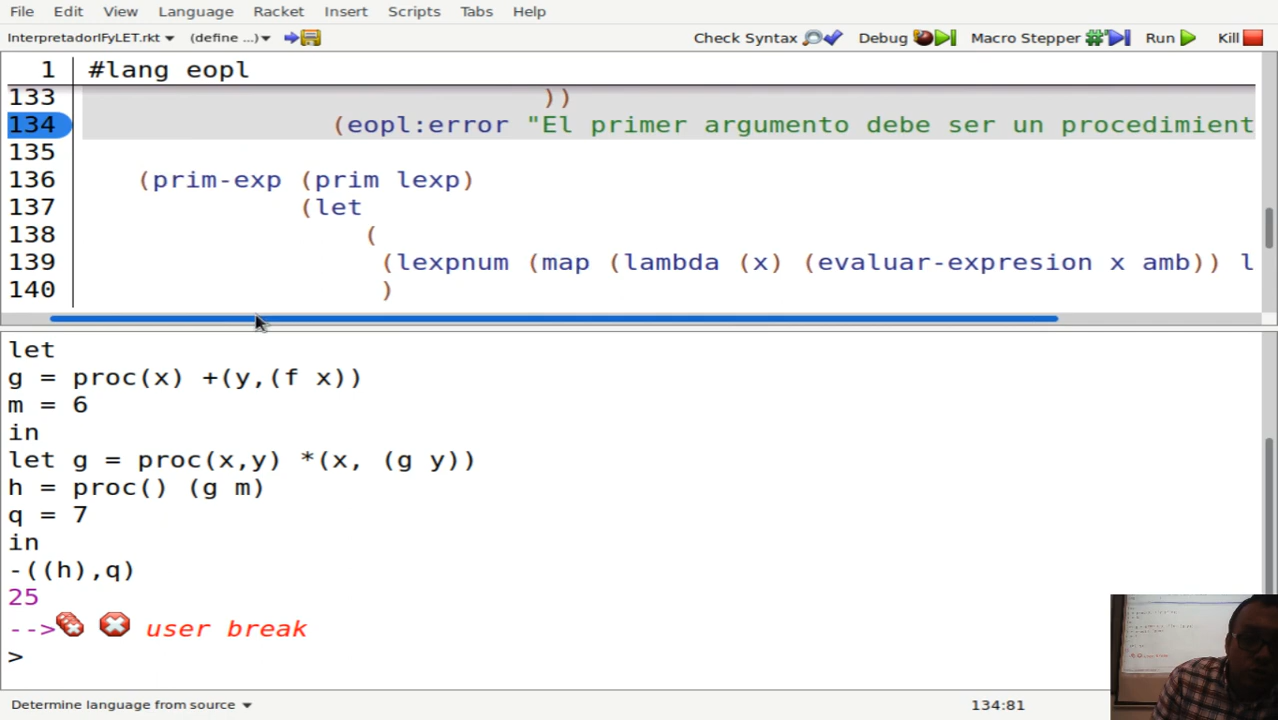 File Edit View Language Racket Insert Scripts Tabs Help
InterpretadorIFyLET.rkt (define ...) Check Syntax Debug Macro Stepper Run Kill
1 #lang eopl
133 ))
134 (eopl:error "El primer argumento debe ser un procedimient
135
136 (prim-exp (prim lexp)
137 (let
138 (
139 (lexpnum (map (lambda (x) (evaluar-expresion x amb)) l
140 )
let
g = proc(x) +(y,(f x))
m = 6
in
let g = proc(x,y) *(x, (g y))
h = proc() (g m)
q = 7
in
-((h),q)
25
--> user break
>
Determine language from source 134:81